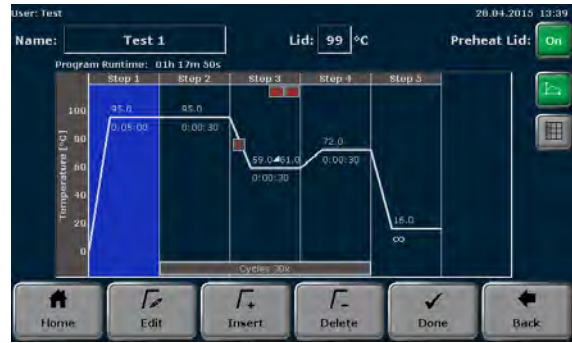 User: Test 28.04.2015 13:39
Name: Test 1 Lid: 99 °C Preheat Lid: On
Program Runtime: 01h 17m 50s
Step 1 Step 2 Step 3 Step 4 Step 5
Temperature [°C]
100
80
60
40
20
0
95.0 95.0
0:05:00 0:00:30
59.0 61.0
0:00:30
72.0
0:00:30
16.0
∞
Cycles 30x
Home Edit Insert Delete Done Back